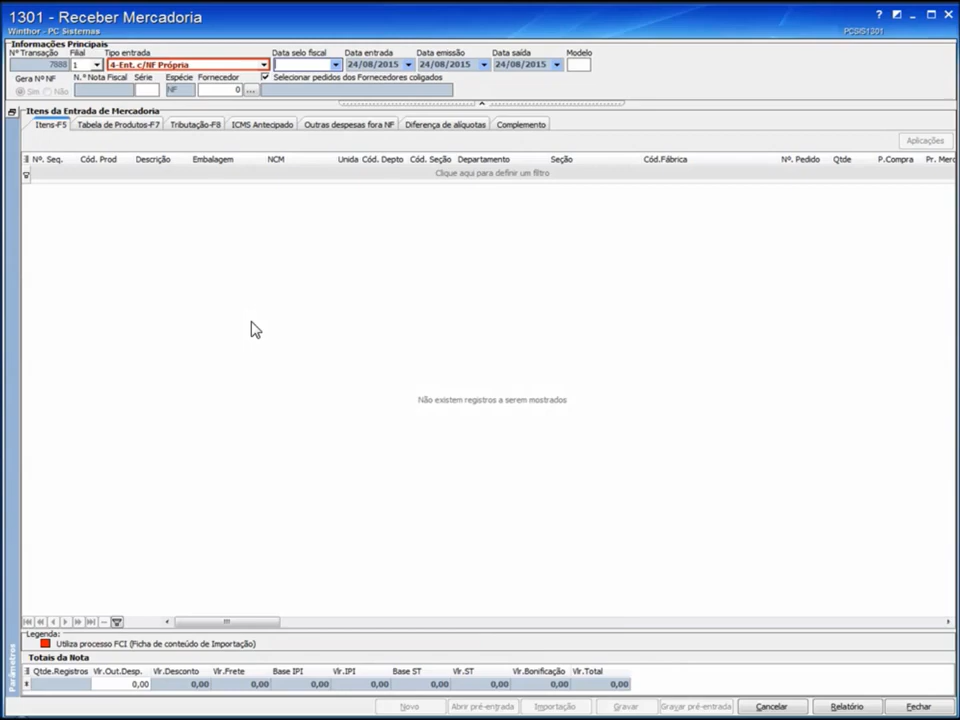 1301 - Receber Mercadoria
Winthor - PC Sistemas
PCSIS1301
Informações Principais
Nº Transação Filial Tipo entrada Data selo fiscal Data entrada Data emissão Data saída Modelo
7888 1 4-Ent. c/NF Própria 24/08/2015 24/08/2015 24/08/2015
Gera Nº NF N.º Nota Fiscal Série Espécie Fornecedor Selecionar pedidos dos Fornecedores coligados
Sim Não NF 0 ...
Itens da Entrada de Mercadoria
Itens-F5 Tabela de Produtos-F7 Tributação-F8 ICMS Antecipado Outras despesas fora NF Diferença de alíquotas Complemento
Aplicações
Nº. Seq. Cód. Prod Descrição Embalagem NCM Unida Cód. Depto Cód. Seção Departamento Seção Cód.Fábrica Nº. Pedido Qtde P.Compra Pr. Merc
Clique aqui para definir um filtro
Não existem registros a serem mostrados
Legenda:
Utiliza processo FCI (Ficha de conteúdo de Importação)
Parâmetros
Totais da Nota
Qtde.Registros Vlr.Out.Desp. Vlr.Desconto Vlr.Frete Base IPI Vlr.IPI Base ST Vlr.ST Vlr.Bonificação Vlr.Total
0,00 0,00 0,00 0,00 0,00 0,00 0,00 0,00 0,00
Novo Abrir pré-entrada Importação Gravar Gravar pré-entrada Cancelar Relatório Fechar